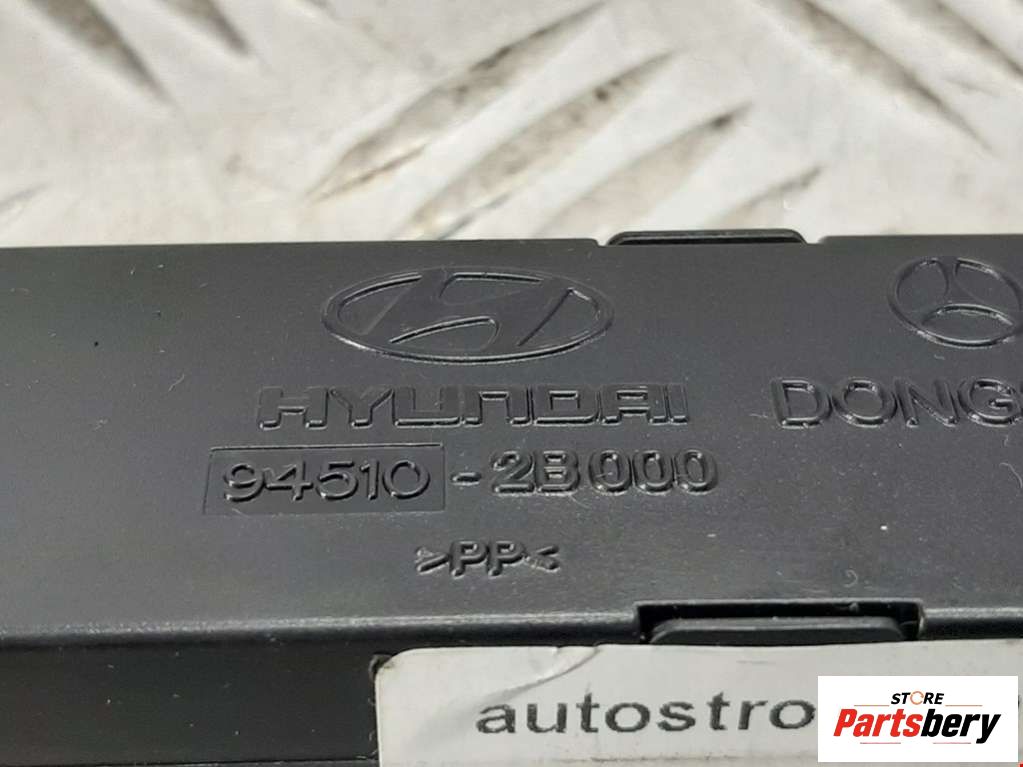 HYUNDAI
DONG
94510-2B000
>PP<
autostro
STORE
Partsbery